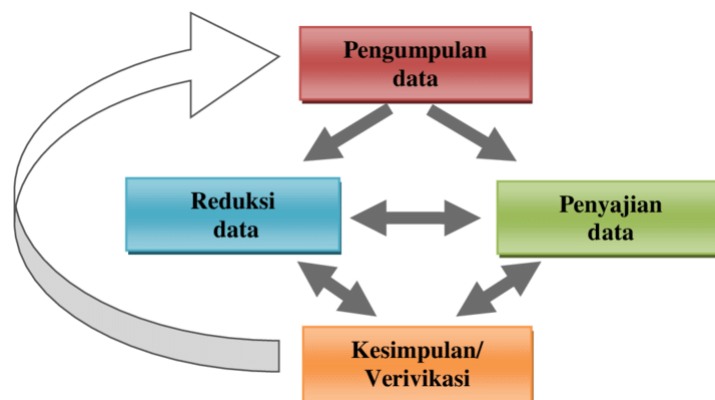 Pengumpulan
data
Reduksi
data
Penyajian
data
Kesimpulan/
Verivikasi